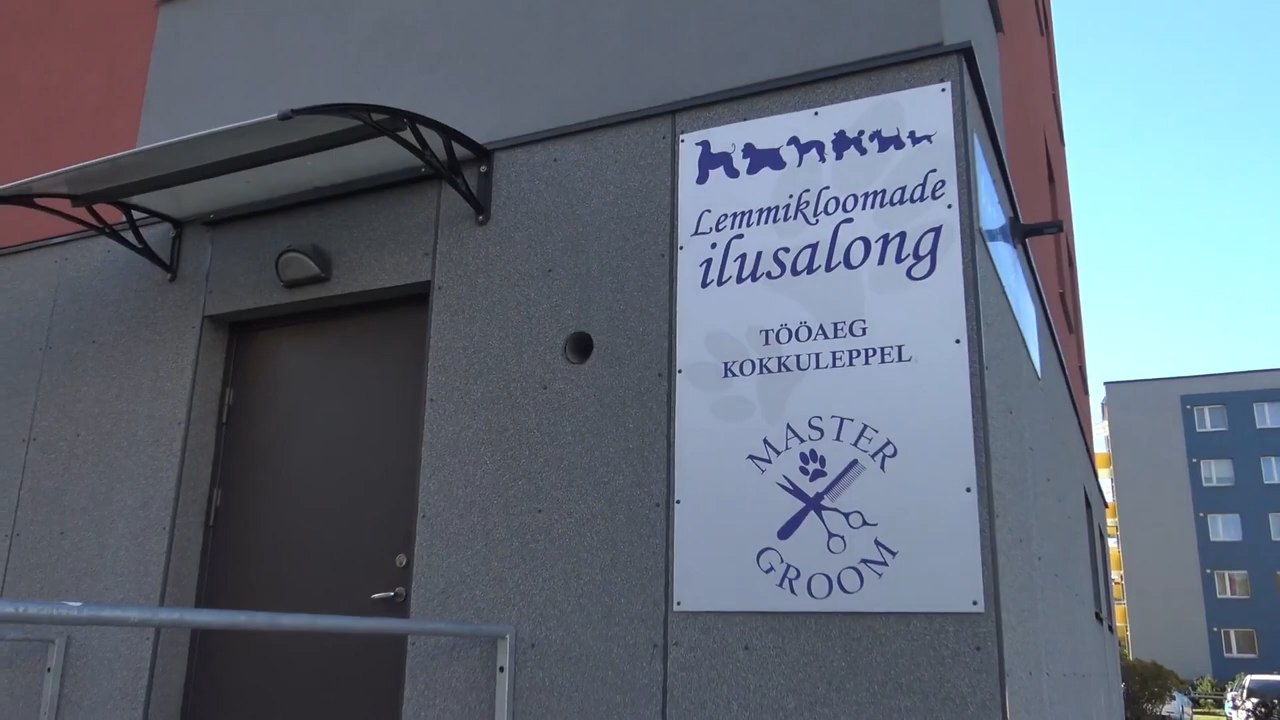 Lemmikloomade
ilusalong
TÖÖAEG
KOKKULEPPEL
MASTER
GROOM